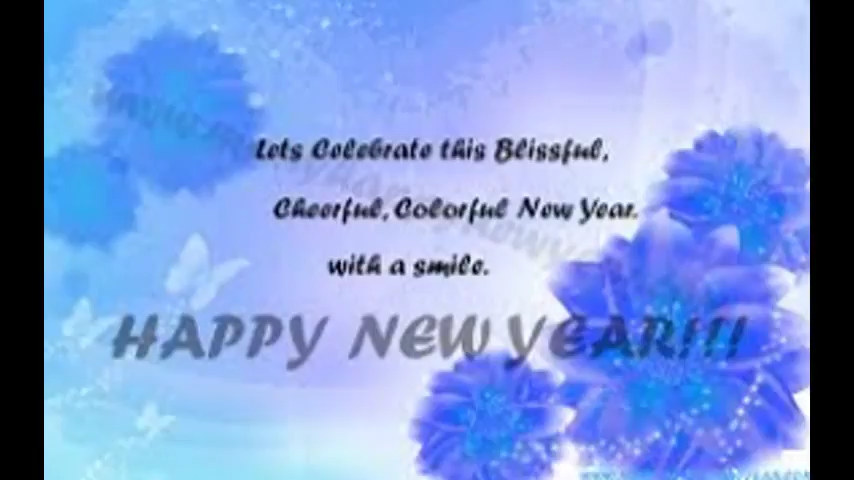 Lets Celebrate this Blissful,
Cheerful, Colorful New Year.
with a smile.
HAPPY NEW YEAR!!!